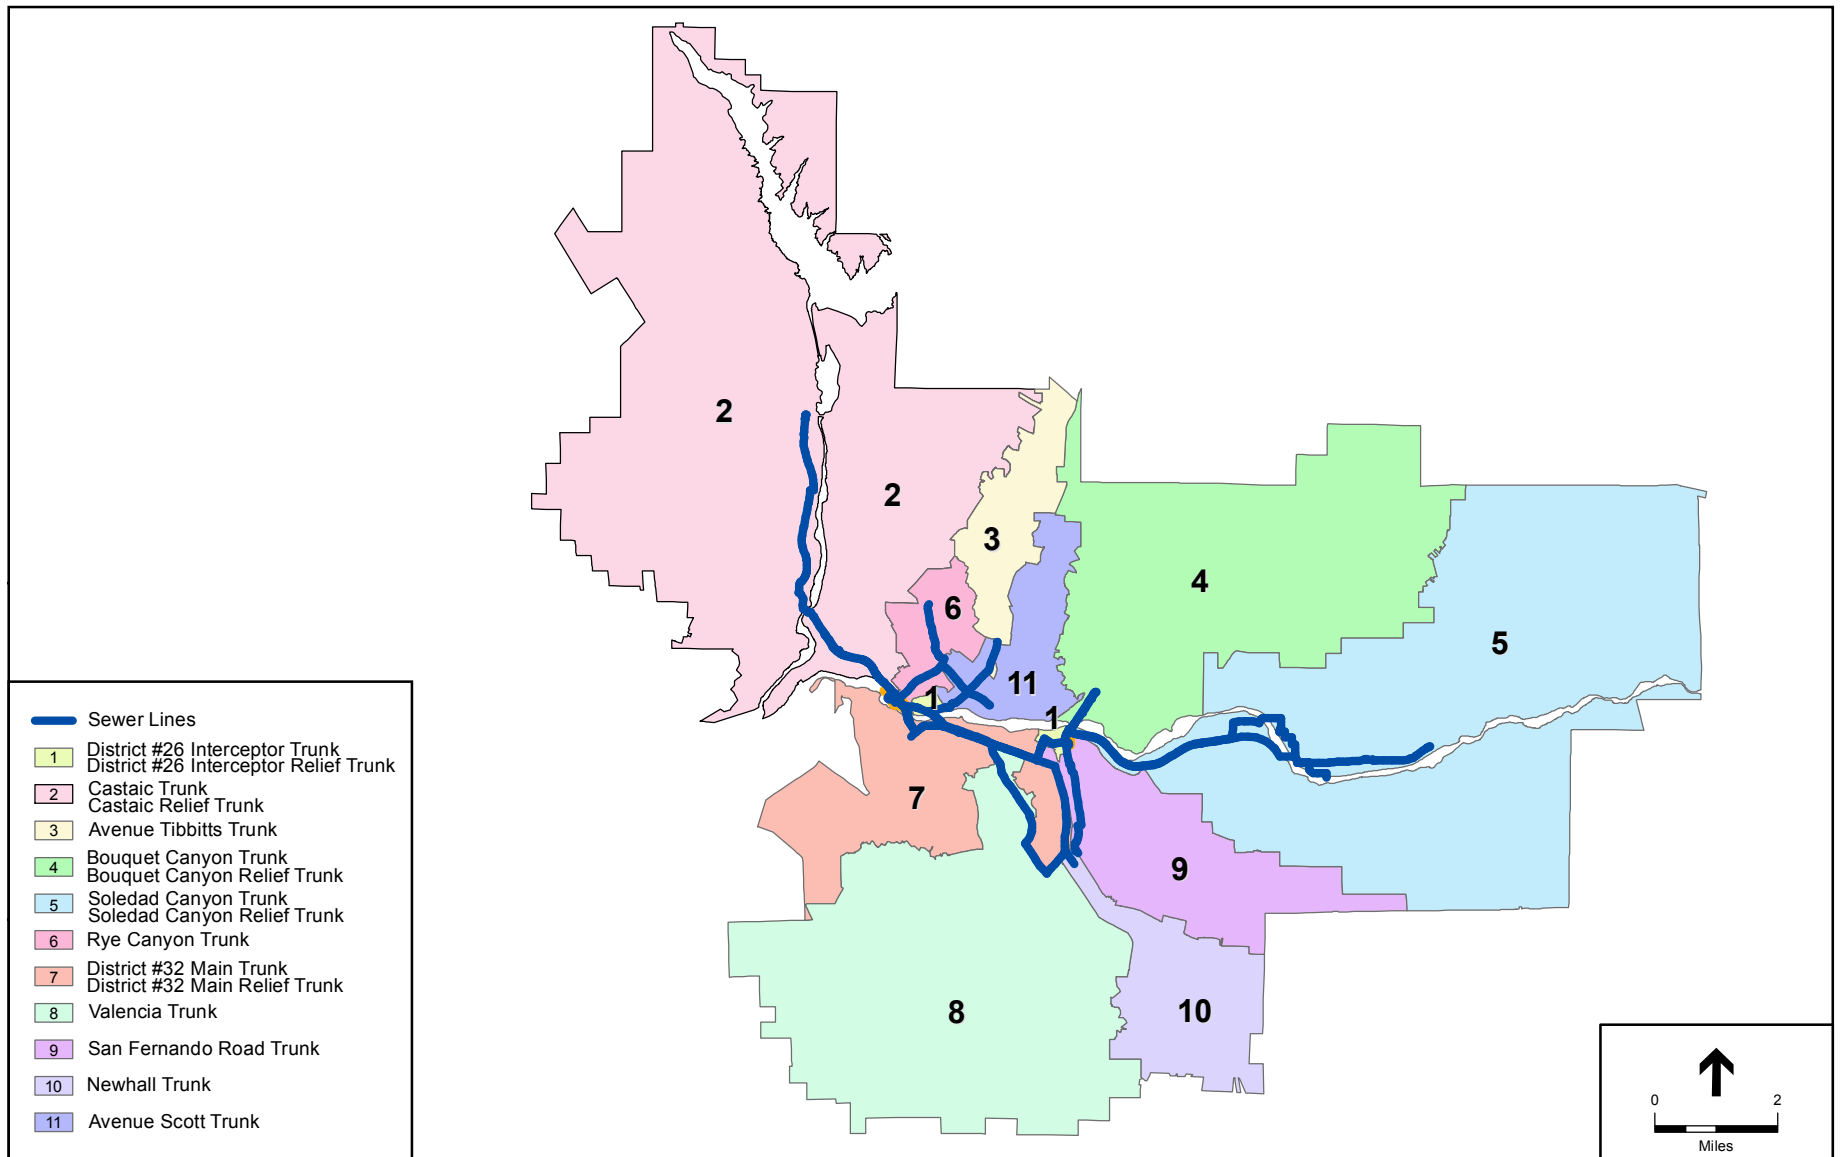 2
2
3
4
6
5
11
1
1
7
9
8
10
Sewer Lines
1
District #26 Interceptor Trunk
District #26 Interceptor Relief Trunk
2
Castaic Trunk
Castaic Relief Trunk
3
Avenue Tibbitts Trunk
4
Bouquet Canyon Trunk
Bouquet Canyon Relief Trunk
5
Soledad Canyon Trunk
Soledad Canyon Relief Trunk
6
Rye Canyon Trunk
7
District #32 Main Trunk
District #32 Main Relief Trunk
8
Valencia Trunk
9
San Fernando Road Trunk
10
Newhall Trunk
11
Avenue Scott Trunk
0 2
Miles